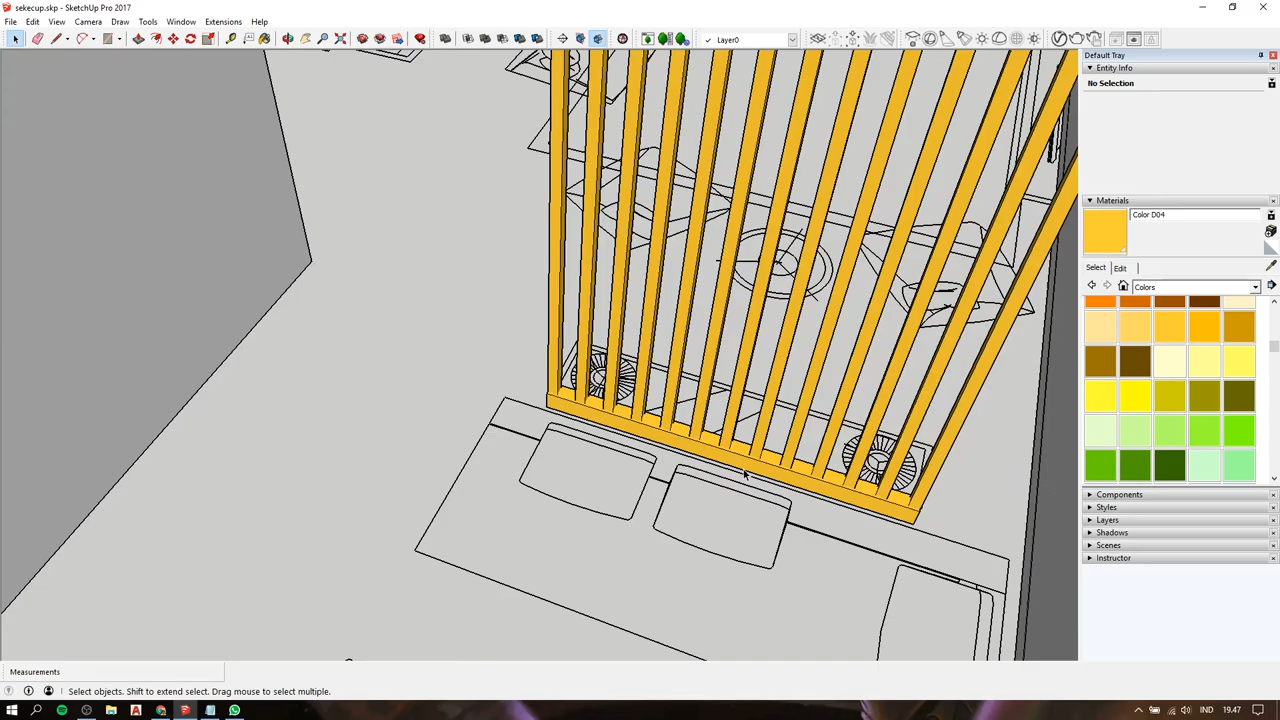 sekecup.skp - SketchUp Pro 2017
File Edit View Camera Draw Tools Window Extensions Help
Layer0
Default Tray
Entity Info
No Selection
Materials
Color D04
Select Edit
Colors
Components
Styles
Layers
Shadows
Scenes
Instructor
Measurements
Select objects. Shift to extend select. Drag mouse to select multiple.
IND 19.47